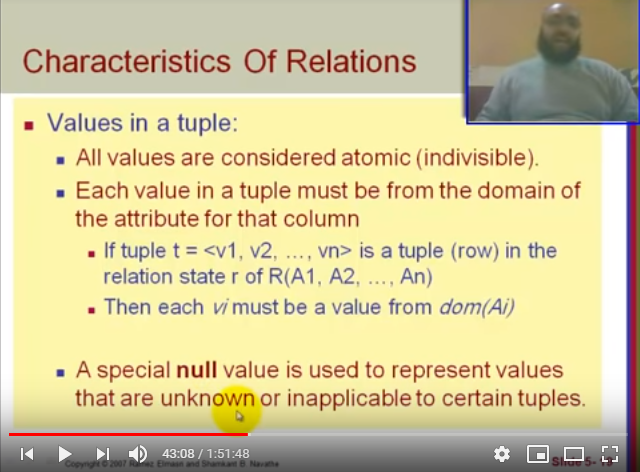 Characteristics Of Relations
Values in a tuple:
All values are considered atomic (indivisible).
Each value in a tuple must be from the domain of
the attribute for that column
If tuple t = <v1, v2, …, vn> is a tuple (row) in the
relation state r of R(A1, A2, …, An)
Then each vi must be a value from dom(Ai)
A special null value is used to represent values
that are unknown or inapplicable to certain tuples.
43:08 / 1:51:48
Copyright © 2007 Ramez Elmasri and Shamkant B. Navathe
Slide 5-